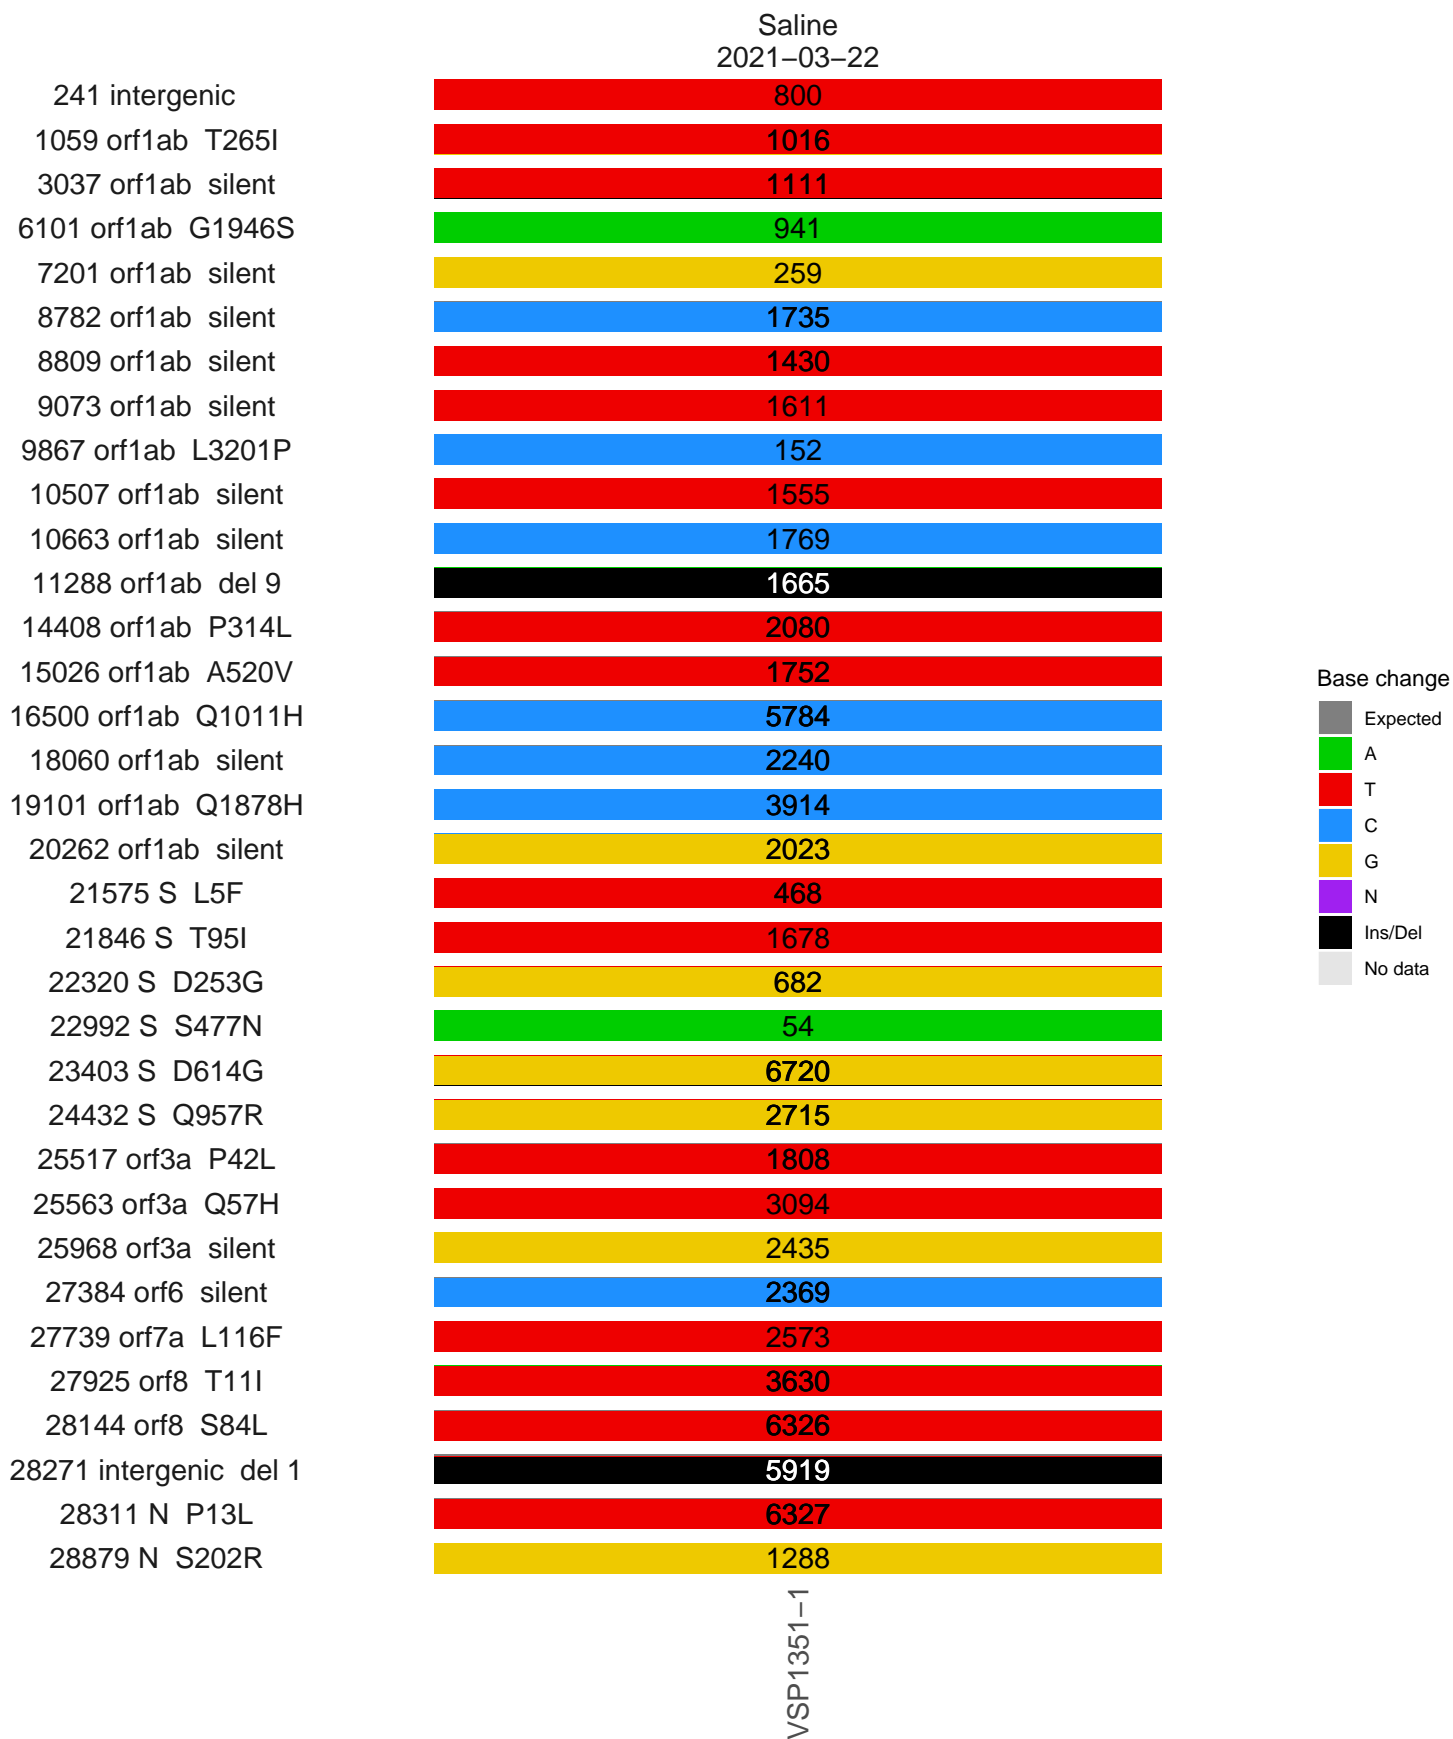 Saline
2021−03−22
241 intergenic 800
1059 orf1ab T265I 1016
3037 orf1ab silent 1111
6101 orf1ab G1946S 941
7201 orf1ab silent 259
8782 orf1ab silent 1735
8809 orf1ab silent 1430
9073 orf1ab silent 1611
9867 orf1ab L3201P 152
10507 orf1ab silent 1555
10663 orf1ab silent 1769
11288 orf1ab del 9 1665
14408 orf1ab P314L 2080
15026 orf1ab A520V 1752
16500 orf1ab Q1011H 5784
18060 orf1ab silent 2240
19101 orf1ab Q1878H 3914
20262 orf1ab silent 2023
21575 S L5F 468
21846 S T95I 1678
22320 S D253G 682
22992 S S477N 54
23403 S D614G 6720
24432 S Q957R 2715
25517 orf3a P42L 1808
25563 orf3a Q57H 3094
25968 orf3a silent 2435
27384 orf6 silent 2369
27739 orf7a L116F 2573
27925 orf8 T11I 3630
28144 orf8 S84L 6326
28271 intergenic del 1 5919
28311 N P13L 6327
28879 N S202R 1288
VSP1351−1
Base change
Expected
A
T
C
G
N
Ins/Del
No data